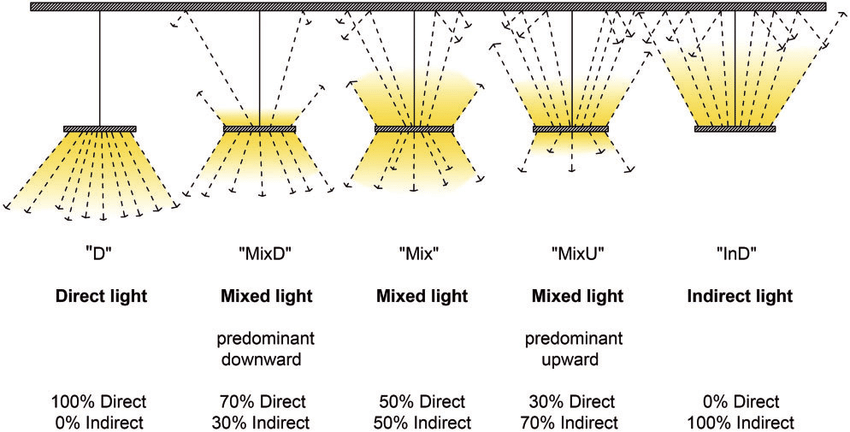 "D"
"MixD"
"Mix"
"MixU"
"InD"
Direct light
Mixed light
Mixed light
Mixed light
Indirect light
predominant
downward
predominant
upward
100% Direct
0% Indirect
70% Direct
30% Indirect
50% Direct
50% Indirect
30% Direct
70% Indirect
0% Direct
100% Indirect